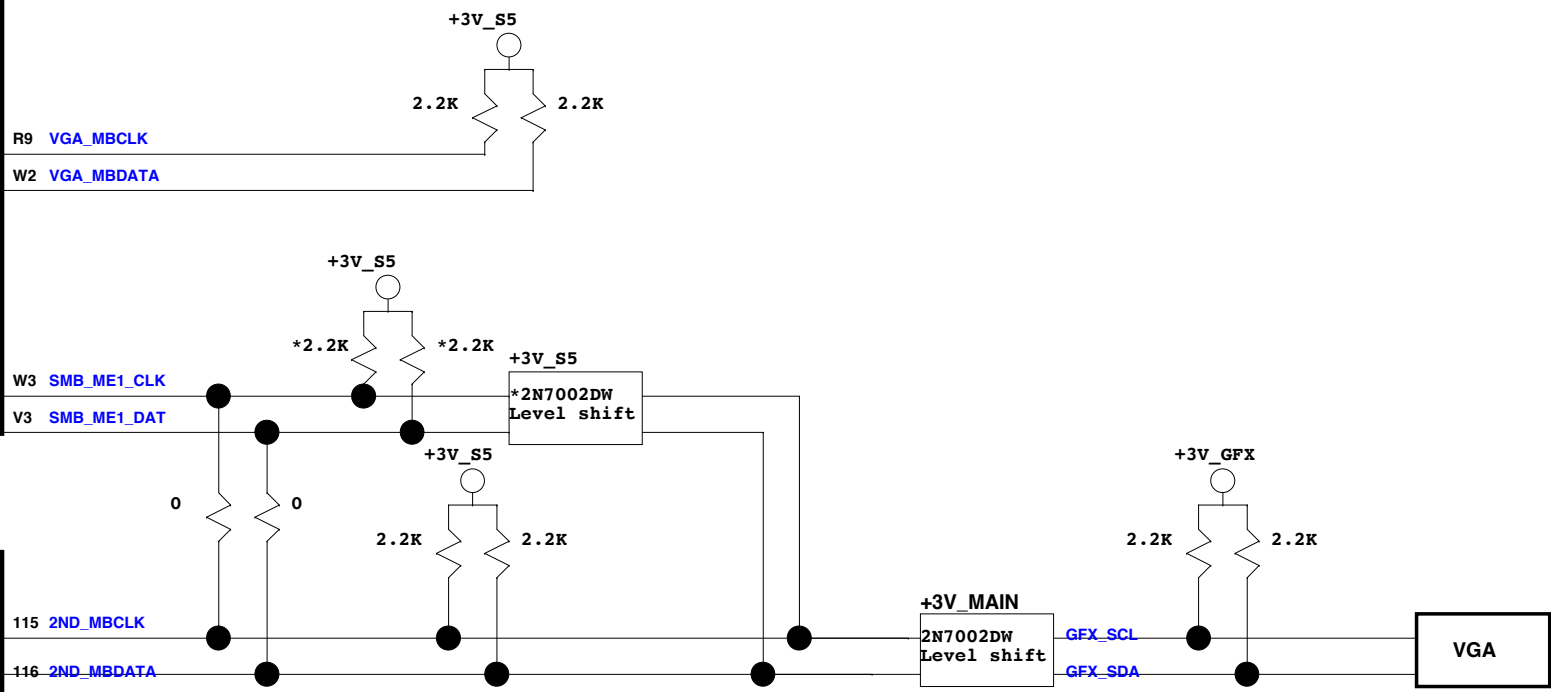 +3V_S5
2.2K 2.2K
R9 VGA_MBCLK
W2 VGA_MBDATA
+3V_S5
*2.2K *2.2K
+3V_S5
W3 SMB_ME1_CLK
*2N7002DW
Level shift
V3 SMB_ME1_DAT
+3V_S5
+3V_GFX
0 0
2.2K 2.2K
2.2K 2.2K
+3V_MAIN
115 2ND_MBCLK
2N7002DW
Level shift
GFX_SCL
VGA
116 2ND_MBDATA
GFX_SDA